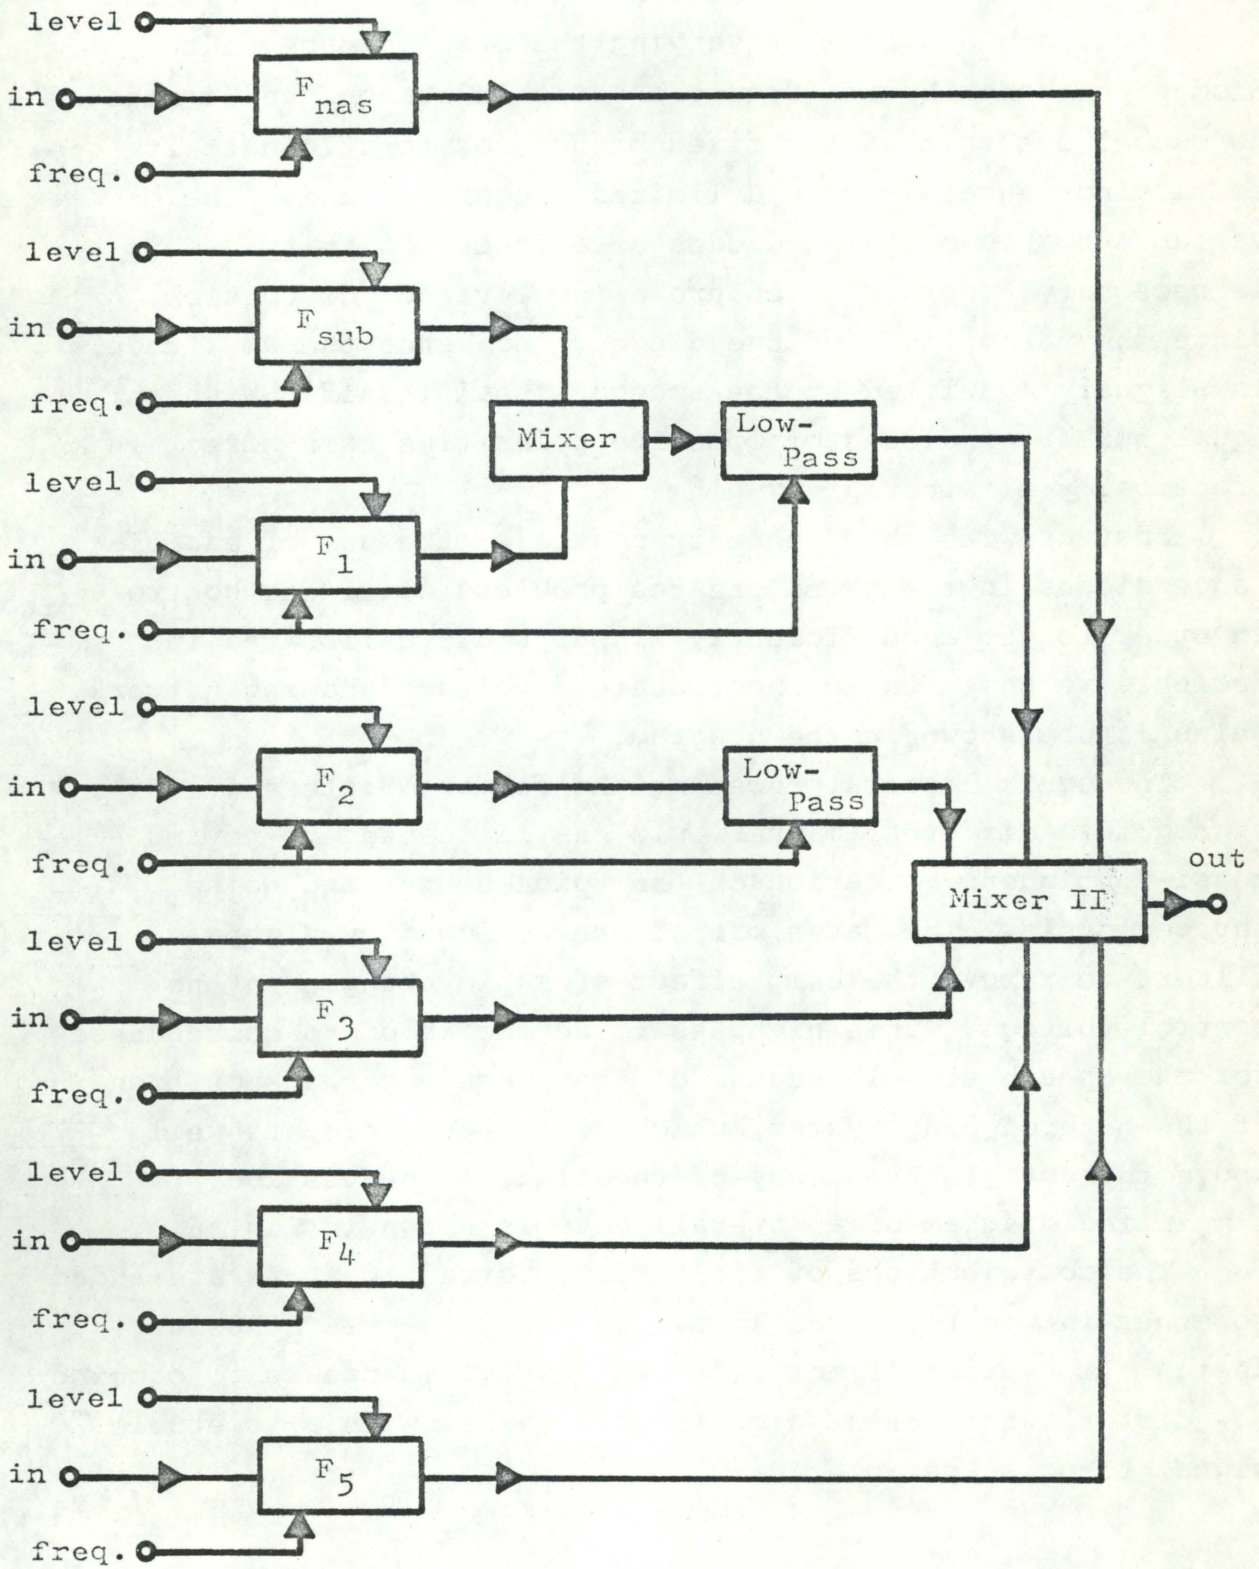 level
in
F nas
freq.
level
in
F sub
freq.
Mixer
Low-
Pass
level
in
F 1
freq.
level
in
F 2
Low-
Pass
freq.
out
Mixer II
level
in
F 3
freq.
level
in
F 4
freq.
level
in
F 5
freq.